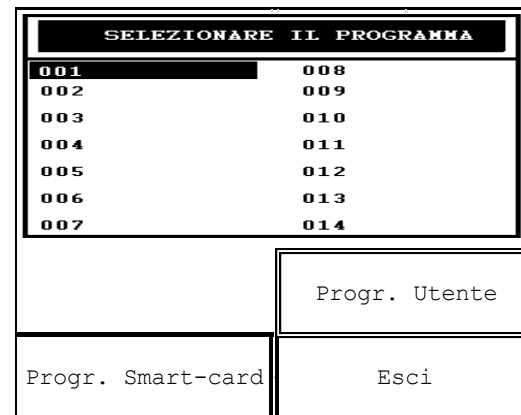 SELEZIONARE IL PROGRAMMA
001 008
002 009
003 010
004 011
005 012
006 013
007 014
Progr. Utente
Progr. Smart-card Esci